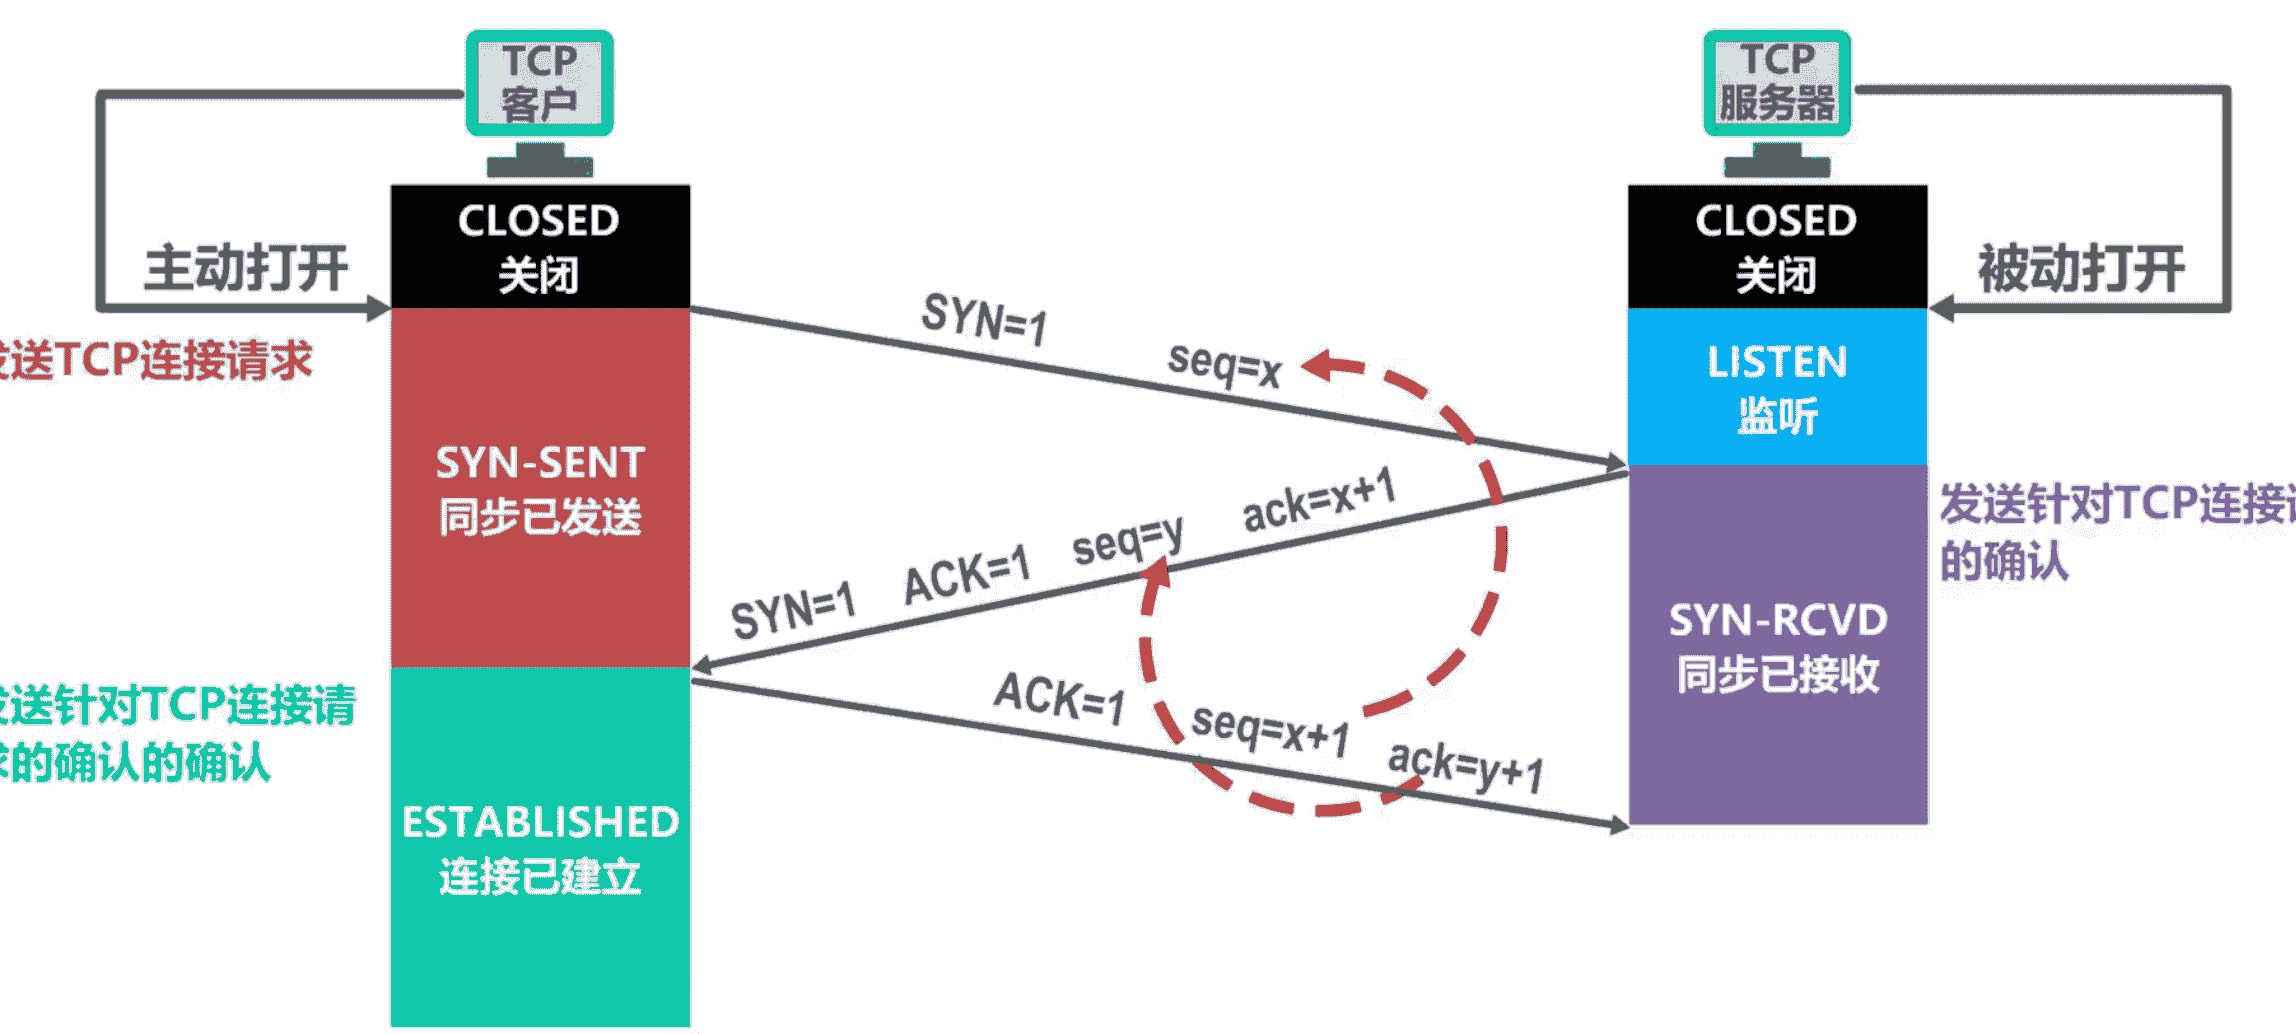 TCP
客户
TCP
服务器
CLOSED
关闭
CLOSED
关闭
主动打开
被动打开
SYN=1
seq=x
发送TCP连接请求
LISTEN
监听
SYN-SENT
同步已发送
SYN=1 ACK=1 seq=y ack=x+1
发送针对TCP连接
的确认
SYN-RCVD
同步已接收
ACK=1 seq=x+1 ack=y+1
发送针对TCP连接请
求的确认的确认
ESTABLISHED
连接已建立